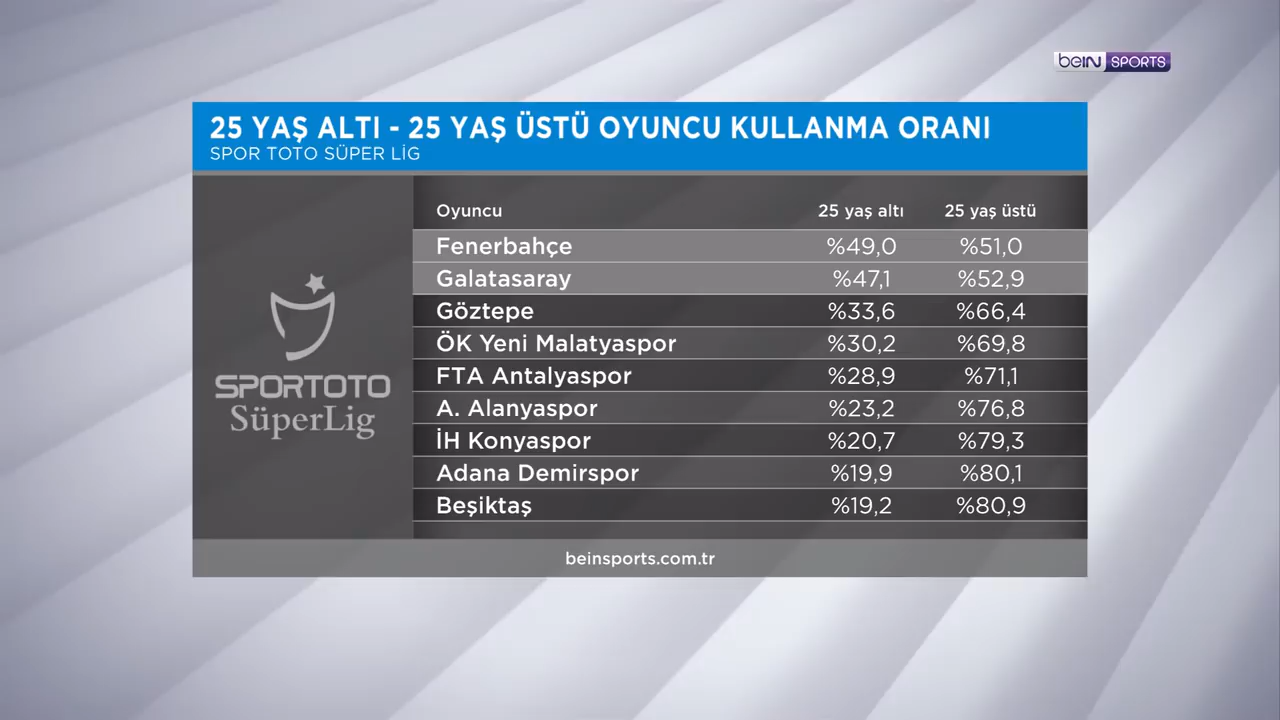 beIN SPORTS
25 YAŞ ALTI - 25 YAŞ ÜSTÜ OYUNCU KULLANMA ORANI
SPOR TOTO SÜPER LİG
Oyuncu 25 yaş altı 25 yaş üstü
Fenerbahçe %49,0 %51,0
Galatasaray %47,1 %52,9
Göztepe %33,6 %66,4
ÖK Yeni Malatyaspor %30,2 %69,8
FTA Antalyaspor %28,9 %71,1
A. Alanyaspor %23,2 %76,8
İH Konyaspor %20,7 %79,3
Adana Demirspor %19,9 %80,1
Beşiktaş %19,2 %80,9
SPORTOTO
SüperLig
beinsports.com.tr